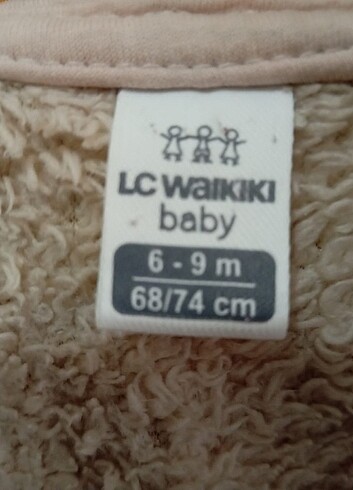 LC WAIKIKI
baby
6 - 9 m
68/74 cm